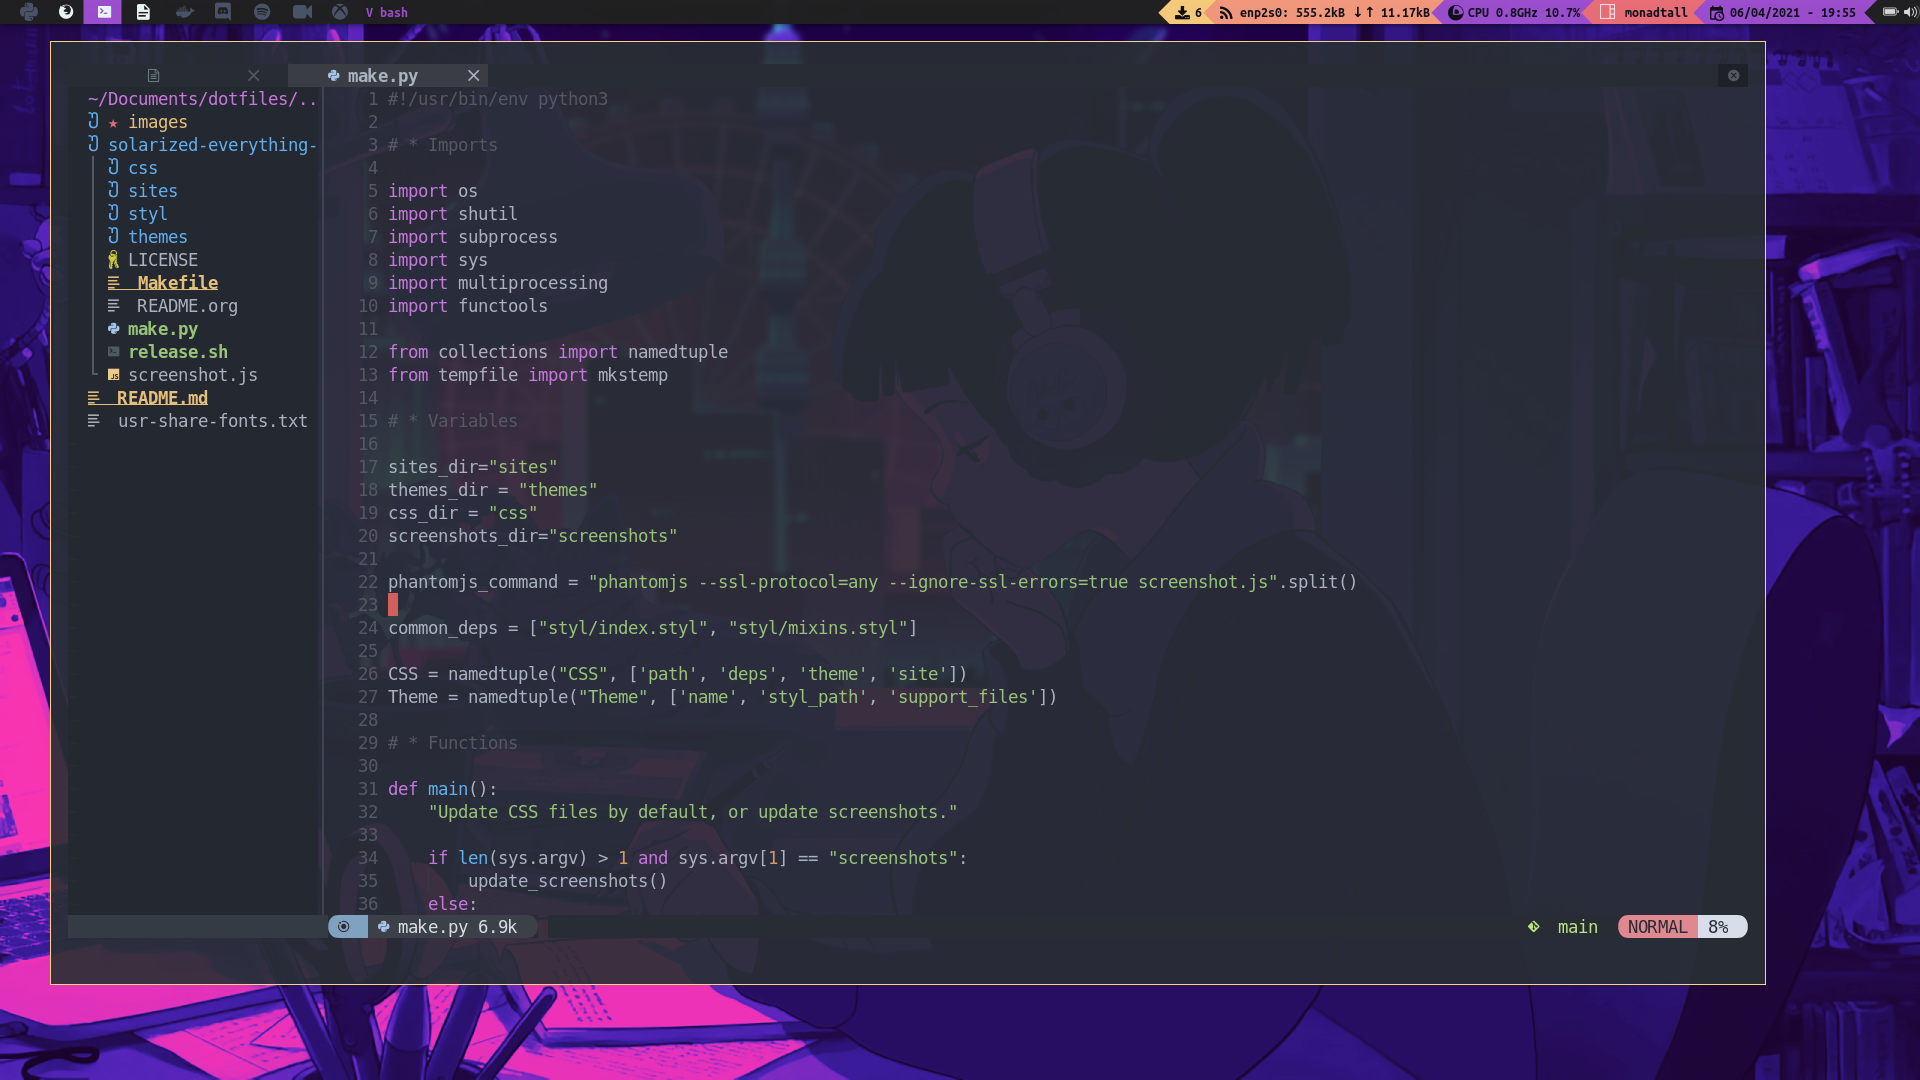 V bash
6
enp2s0: 555.2kB ↓↑ 11.17kB
CPU 0.8GHz 10.7%
monadtall
06/04/2021 - 19:55
make.py
~/Documents/dotfiles/..
images
solarized-everything-
css
sites
styl
themes
LICENSE
Makefile
README.org
make.py
release.sh
screenshot.js
README.md
usr-share-fonts.txt
1 #!/usr/bin/env python3
2
3 # * Imports
4
5 import os
6 import shutil
7 import subprocess
8 import sys
9 import multiprocessing
10 import functools
11
12 from collections import namedtuple
13 from tempfile import mkstemp
14
15 # * Variables
16
17 sites_dir="sites"
18 themes_dir = "themes"
19 css_dir = "css"
20 screenshots_dir="screenshots"
21
22 phantomjs_command = "phantomjs --ssl-protocol=any --ignore-ssl-errors=true screenshot.js".split()
23
24 common_deps = ["styl/index.styl", "styl/mixins.styl"]
25
26 CSS = namedtuple("CSS", ['path', 'deps', 'theme', 'site'])
27 Theme = namedtuple("Theme", ['name', 'styl_path', 'support_files'])
28
29 # * Functions
30
31 def main():
32     "Update CSS files by default, or update screenshots."
33
34     if len(sys.argv) > 1 and sys.argv[1] == "screenshots":
35         update_screenshots()
36     else:
make.py 6.9k
main
NORMAL 8%